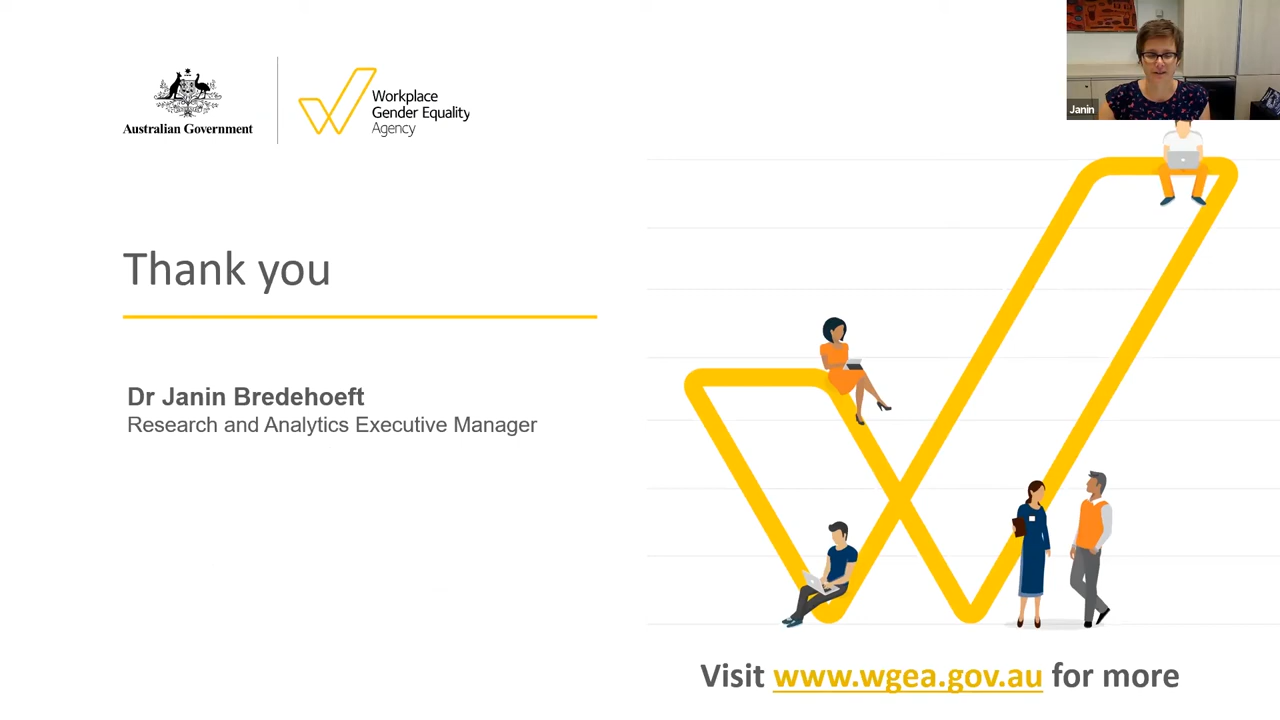 Australian Government
Workplace
Gender Equality
Agency
Janin
Thank you
Dr Janin Bredehoeft
Research and Analytics Executive Manager
Visit www.wgea.gov.au for more